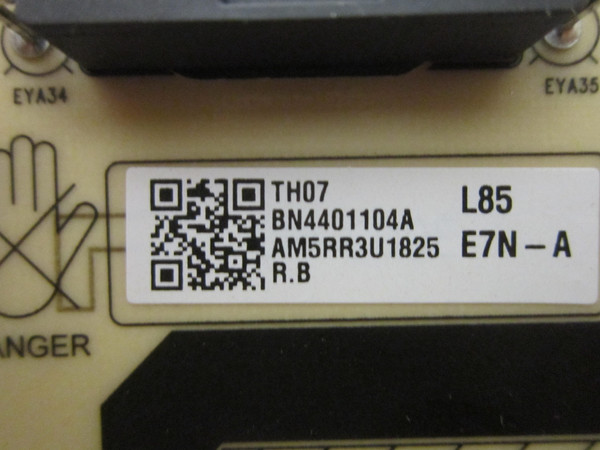 EYA34
EYA35
TH07
BN4401104A
AM5RR3U1825
R.B
L85
E7N-A
ANGER